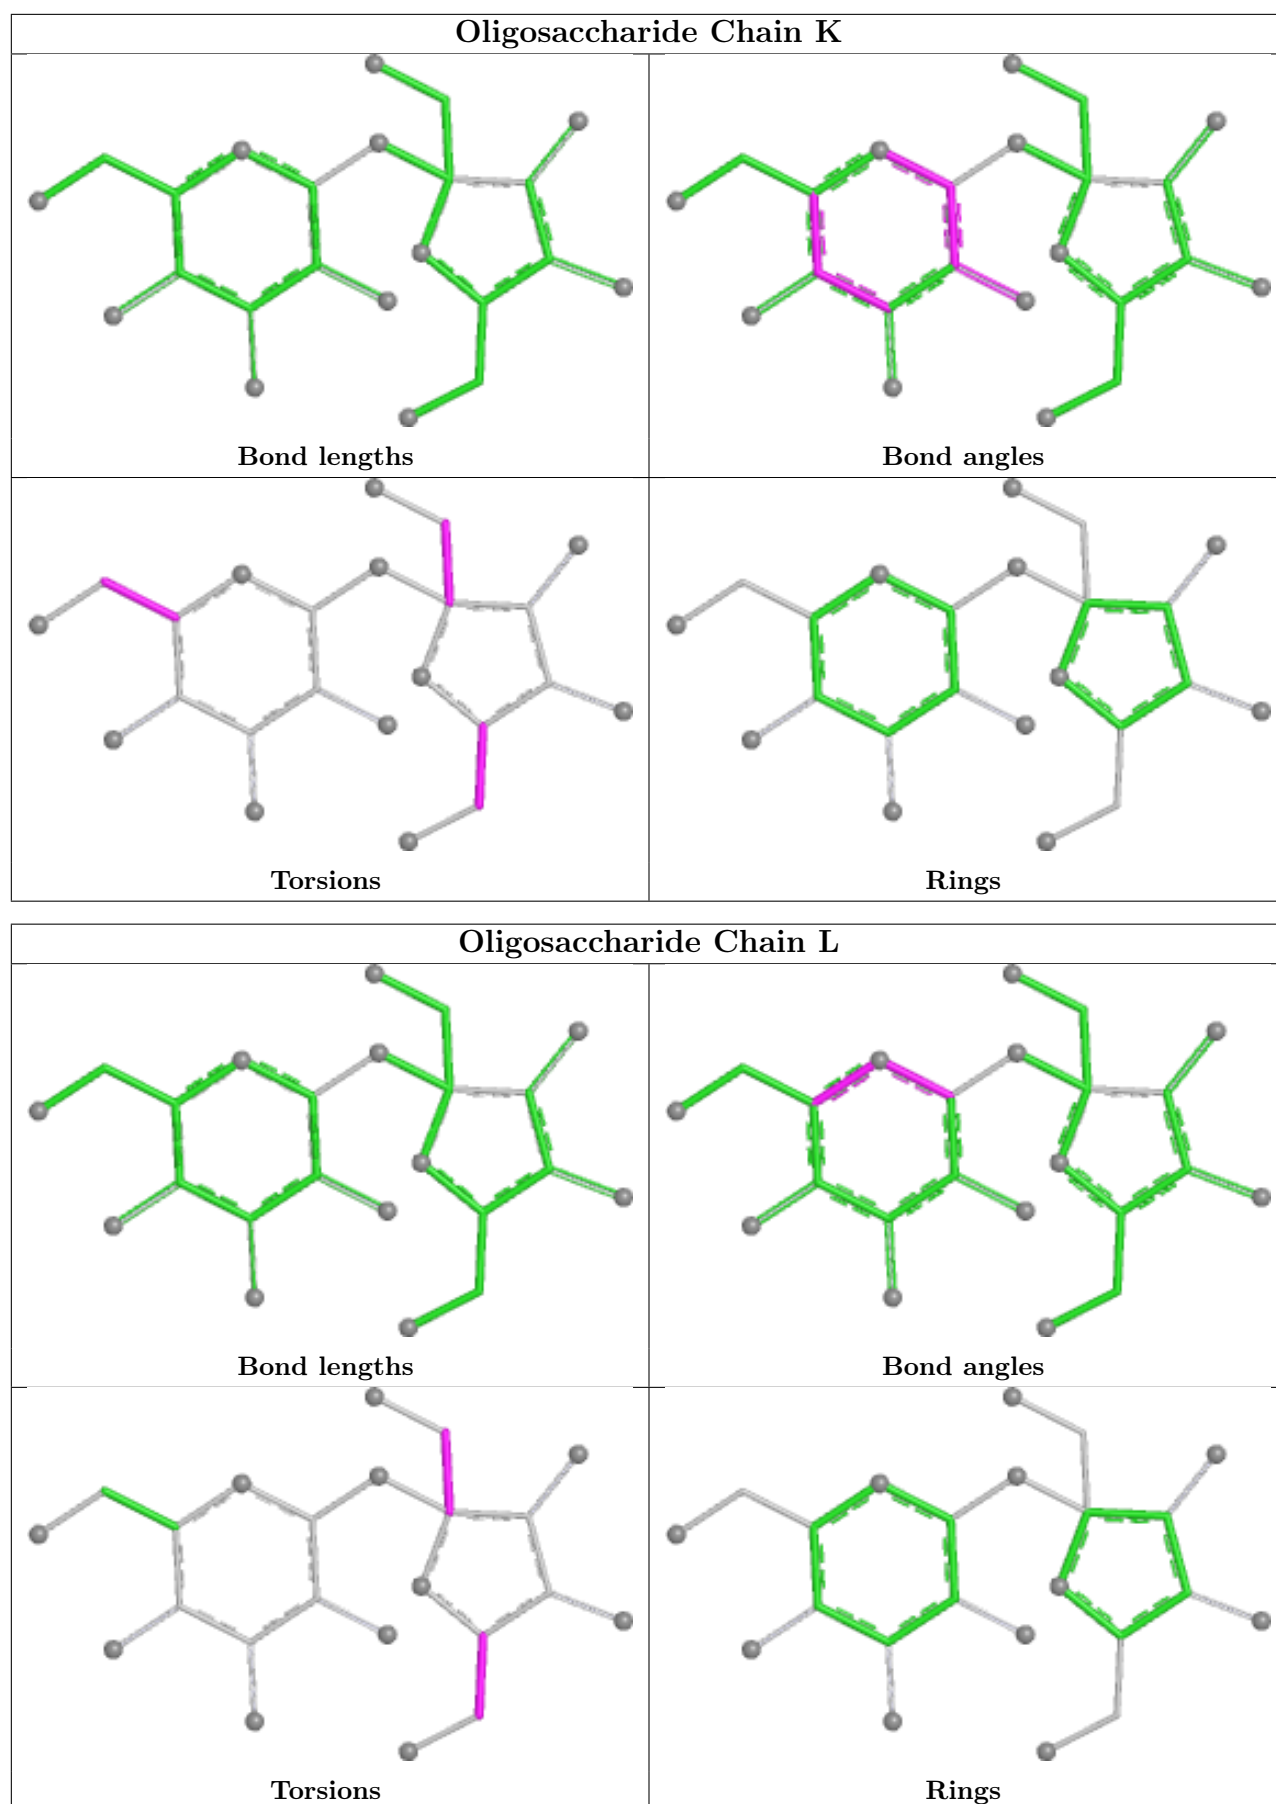 Oligosaccharide Chain K
Bond lengths
Bond angles
Torsions
Rings
Oligosaccharide Chain L
Bond lengths
Bond angles
Torsions
Rings